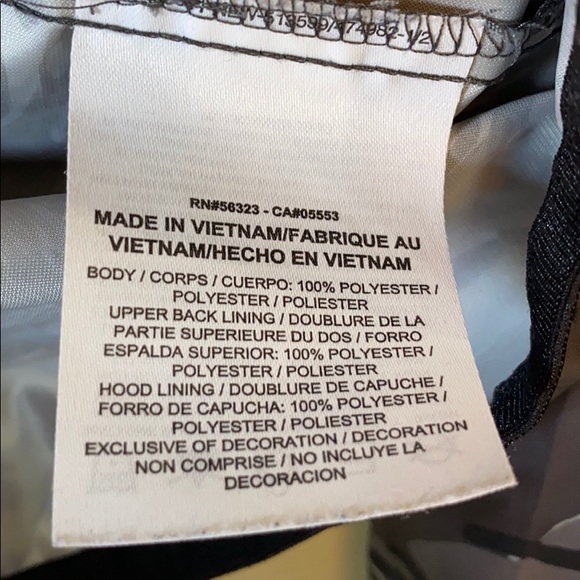 RN#56323 - CA#05553
MADE IN VIETNAM/FABRIQUE AU
VIETNAM/HECHO EN VIETNAM
BODY / CORPS / CUERPO: 100% POLYESTER /
POLYESTER / POLIESTER
UPPER BACK LINING / DOUBLURE DE LA
PARTIE SUPERIEURE DU DOS / FORRO
ESPALDA SUPERIOR: 100% POLYESTER /
POLYESTER / POLIESTER
HOOD LINING / DOUBLURE DE CAPUCHE /
FORRO DE CAPUCHA: 100% POLYESTER /
POLYESTER / POLIESTER
EXCLUSIVE OF DECORATION / DECORATION
NON COMPRISE / NO INCLUYE LA
DECORACION